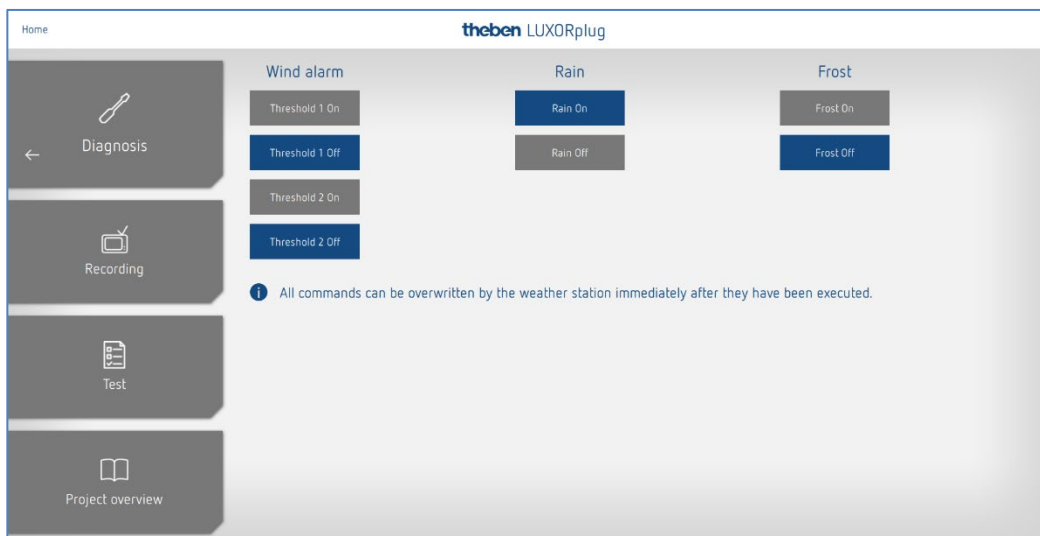 Home
theben LUXORplug
Diagnosis
Recording
Test
Project overview
Wind alarm
Threshold 1 On
Threshold 1 Off
Threshold 2 On
Threshold 2 Off
Rain
Rain On
Rain Off
Frost
Frost On
Frost Off
All commands can be overwritten by the weather station immediately after they have been executed.